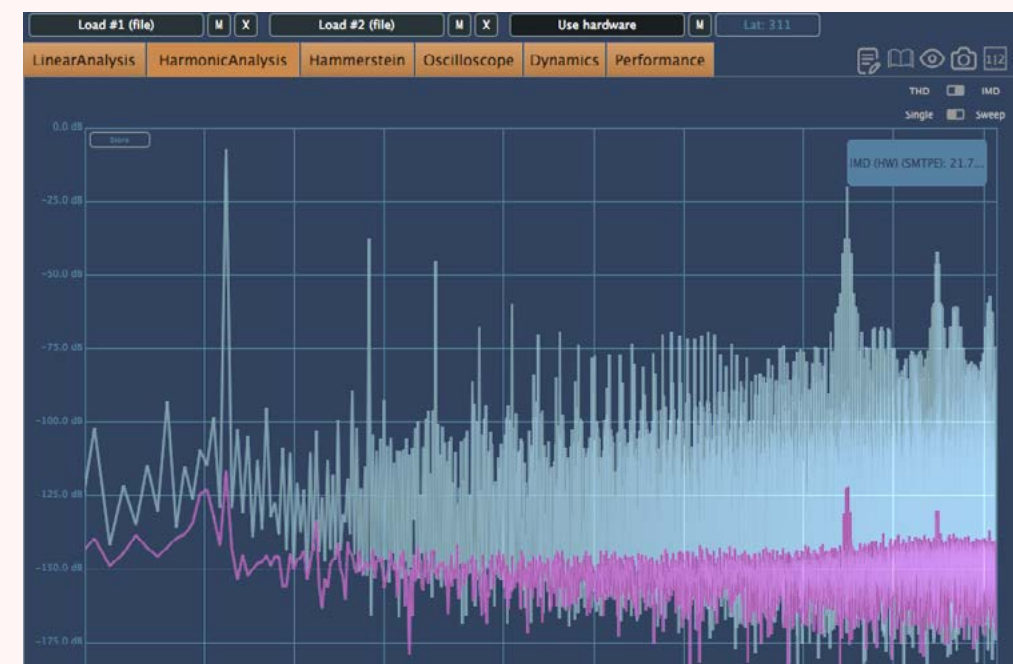 Load #1 (file) M X Load #2 (file) M X Use hardware M Lat: 311
LinearAnalysis HarmonicAnalysis Hammerstein Oscilloscope Dynamics Performance 1|2
THD IMD
Single Sweep
0.0 dB
Store
IMD (HW) (SMTPE): 21.7...
-25.0 dB
-50.0 dB
-75.0 dB
-100.0 dB
-125.0 dB
-150.0 dB
-175.0 dB